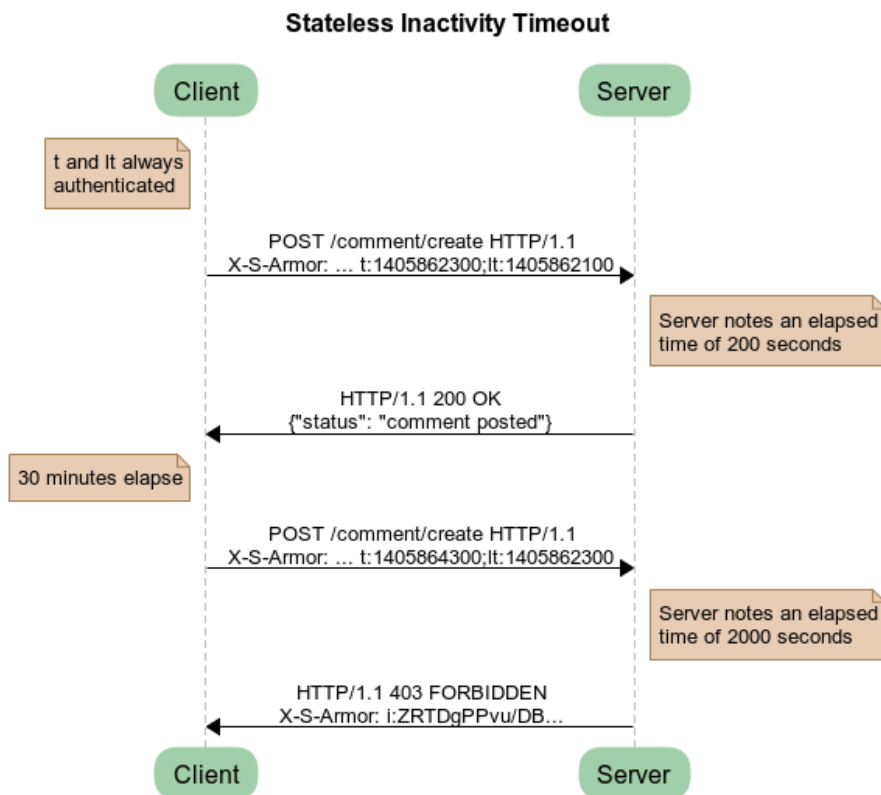 Stateless Inactivity Timeout
Client
Server
t and lt always
authenticated
POST /comment/create HTTP/1.1
X-S-Armor: ... t:1405862300;lt:1405862100
Server notes an elapsed
time of 200 seconds
HTTP/1.1 200 OK
{"status": "comment posted"}
30 minutes elapse
POST /comment/create HTTP/1.1
X-S-Armor: ... t:1405864300;lt:1405862300
Server notes an elapsed
time of 2000 seconds
HTTP/1.1 403 FORBIDDEN
X-S-Armor: i:ZRTDgPPvu/DB...
Client
Server